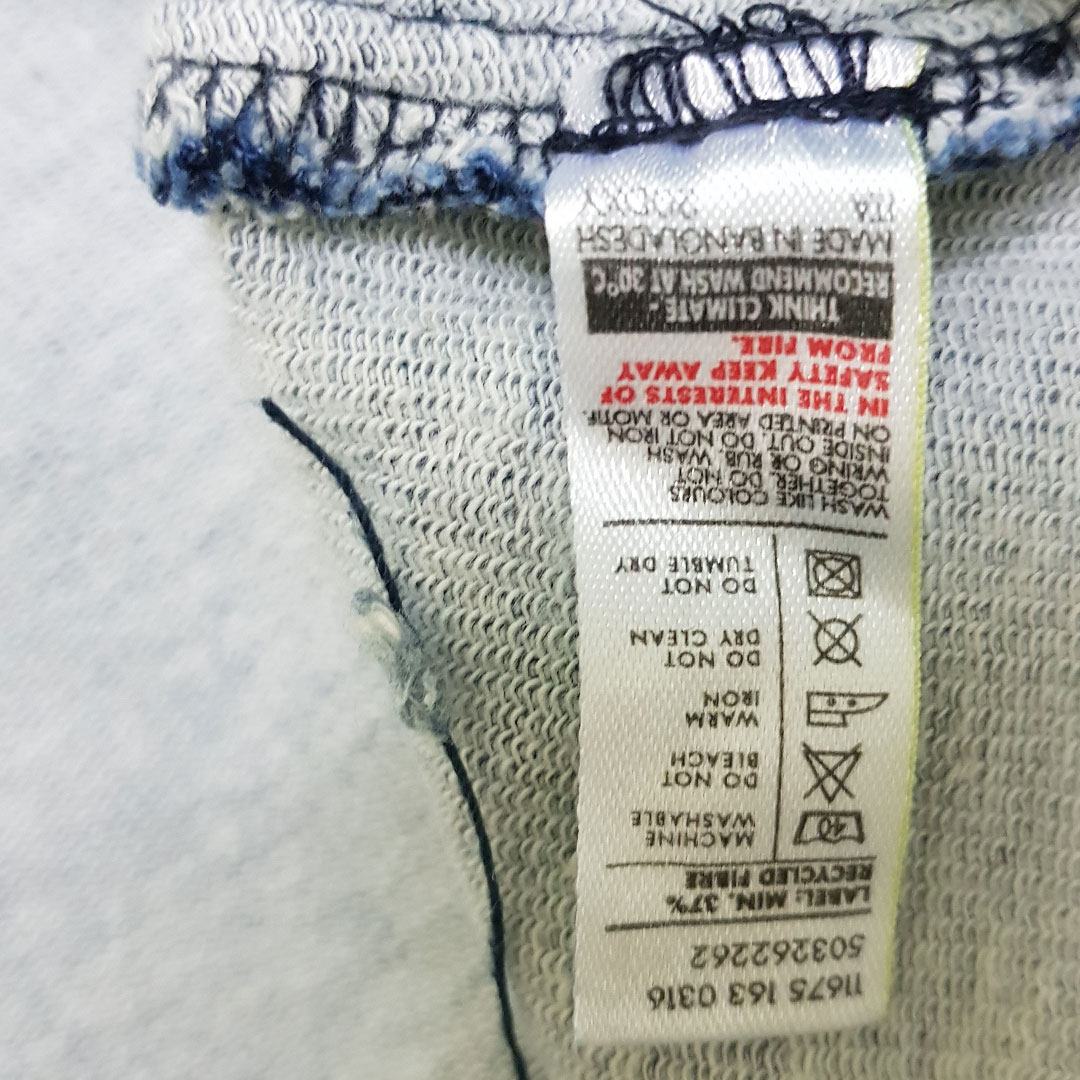 11675 163 0316
503262262
LABEL: MIN. 37%
RECYCLED FIBRE
40
MACHINE
WASHABLE
DO NOT
BLEACH
WARM
IRON
DO NOT
DRY CLEAN
DO NOT
TUMBLE DRY
WASH LIKE COLOURS
TOGETHER. DO NOT
WRING OR RUB. WASH
INSIDE OUT. DO NOT IRON
ON PRINTED AREA OR MOTIF.
IN THE INTERESTS OF
SAFETY KEEP AWAY
FROM FIRE.
THINK CLIMATE -
RECOMMEND WASH AT 30°C
MADE IN BANGLADESH
ITA